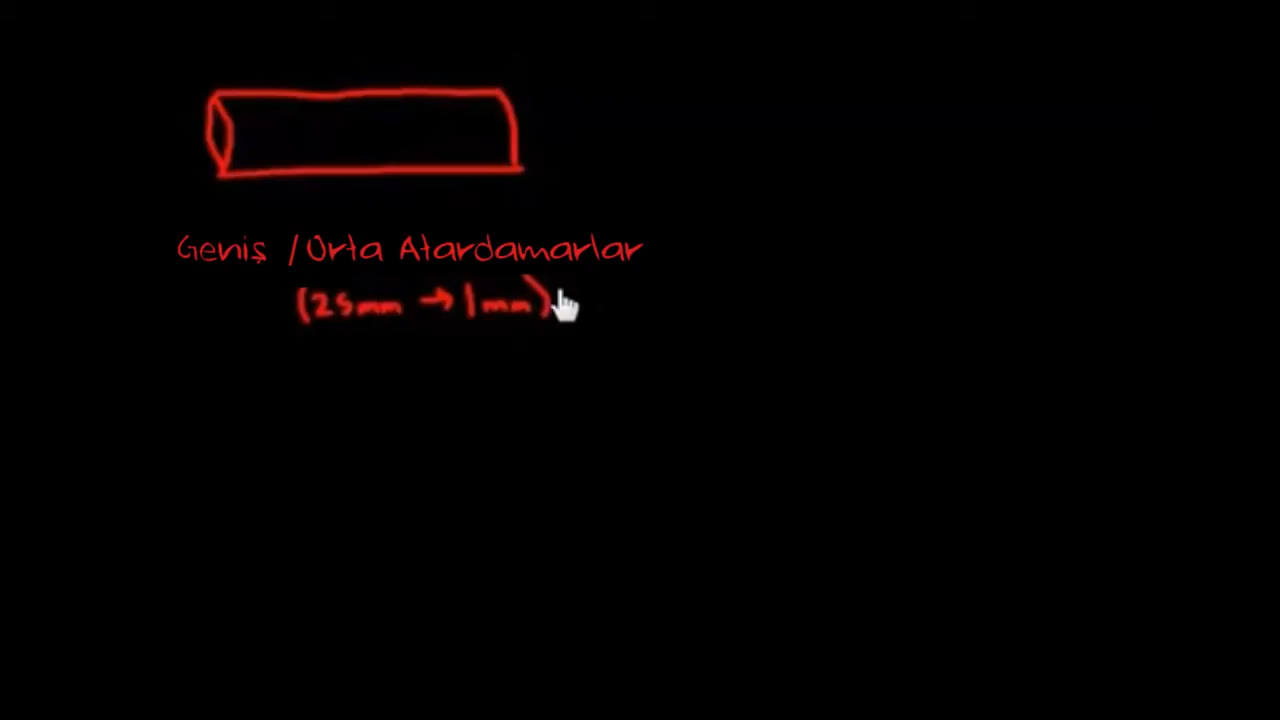 Geniş / Orta Atardamarlar
(25mm → 1mm)